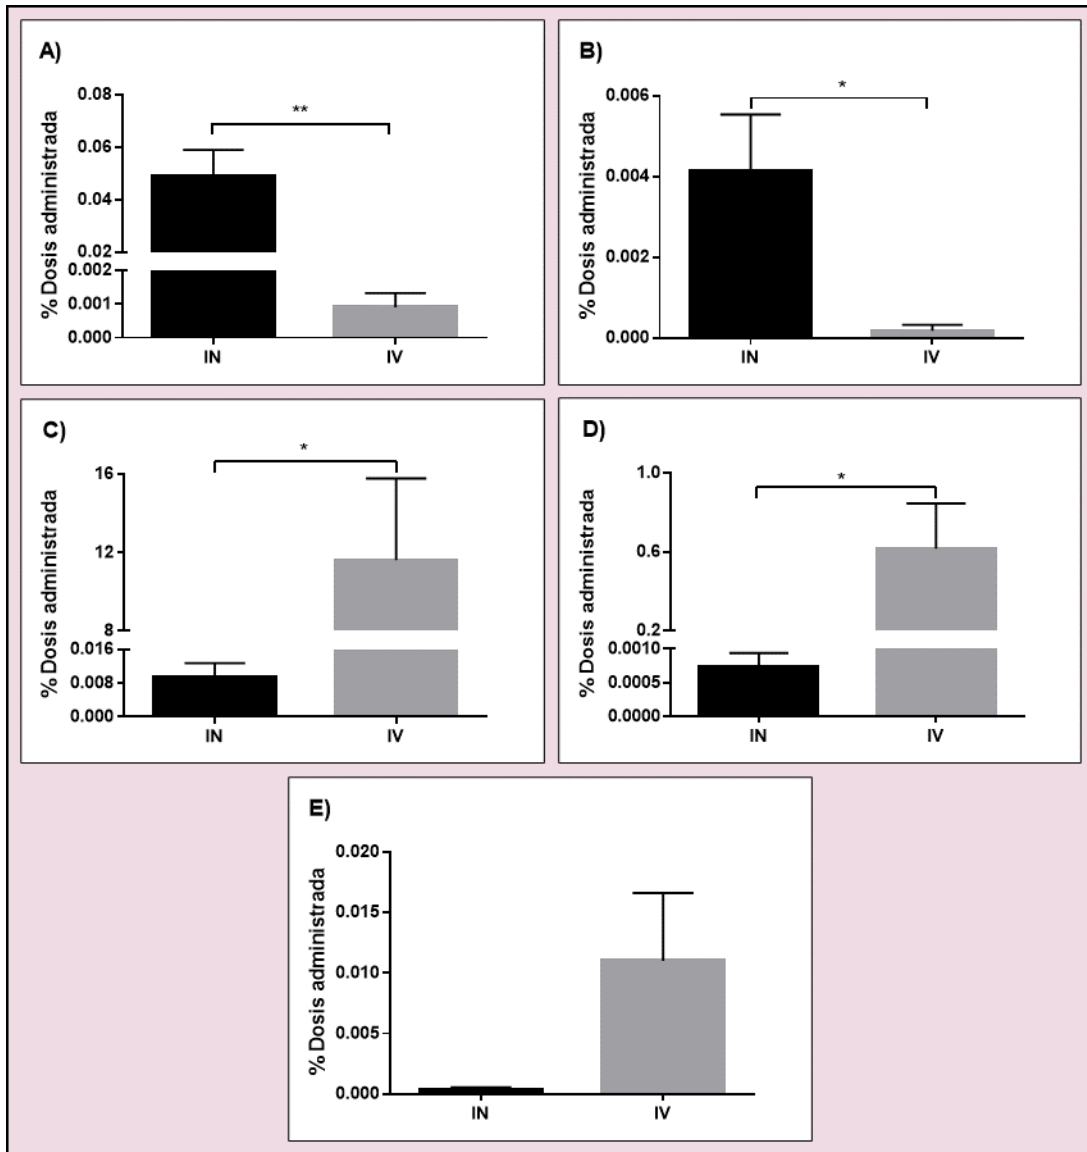 A)
% Dosis administrada
0.08
**
0.06
0.04
0.02
0.002
0.001
0.000
IN IV
B)
% Dosis administrada
*
0.006
0.004
0.002
0.000
IN IV
C)
% Dosis administrada
*
16
12
8
0.016
0.008
0.000
IN IV
D)
% Dosis administrada
1.0
*
0.6
0.2
0.0010
0.0005
0.0000
IN IV
E)
% Dosis administrada
0.020
0.015
0.010
0.005
0.000
IN IV